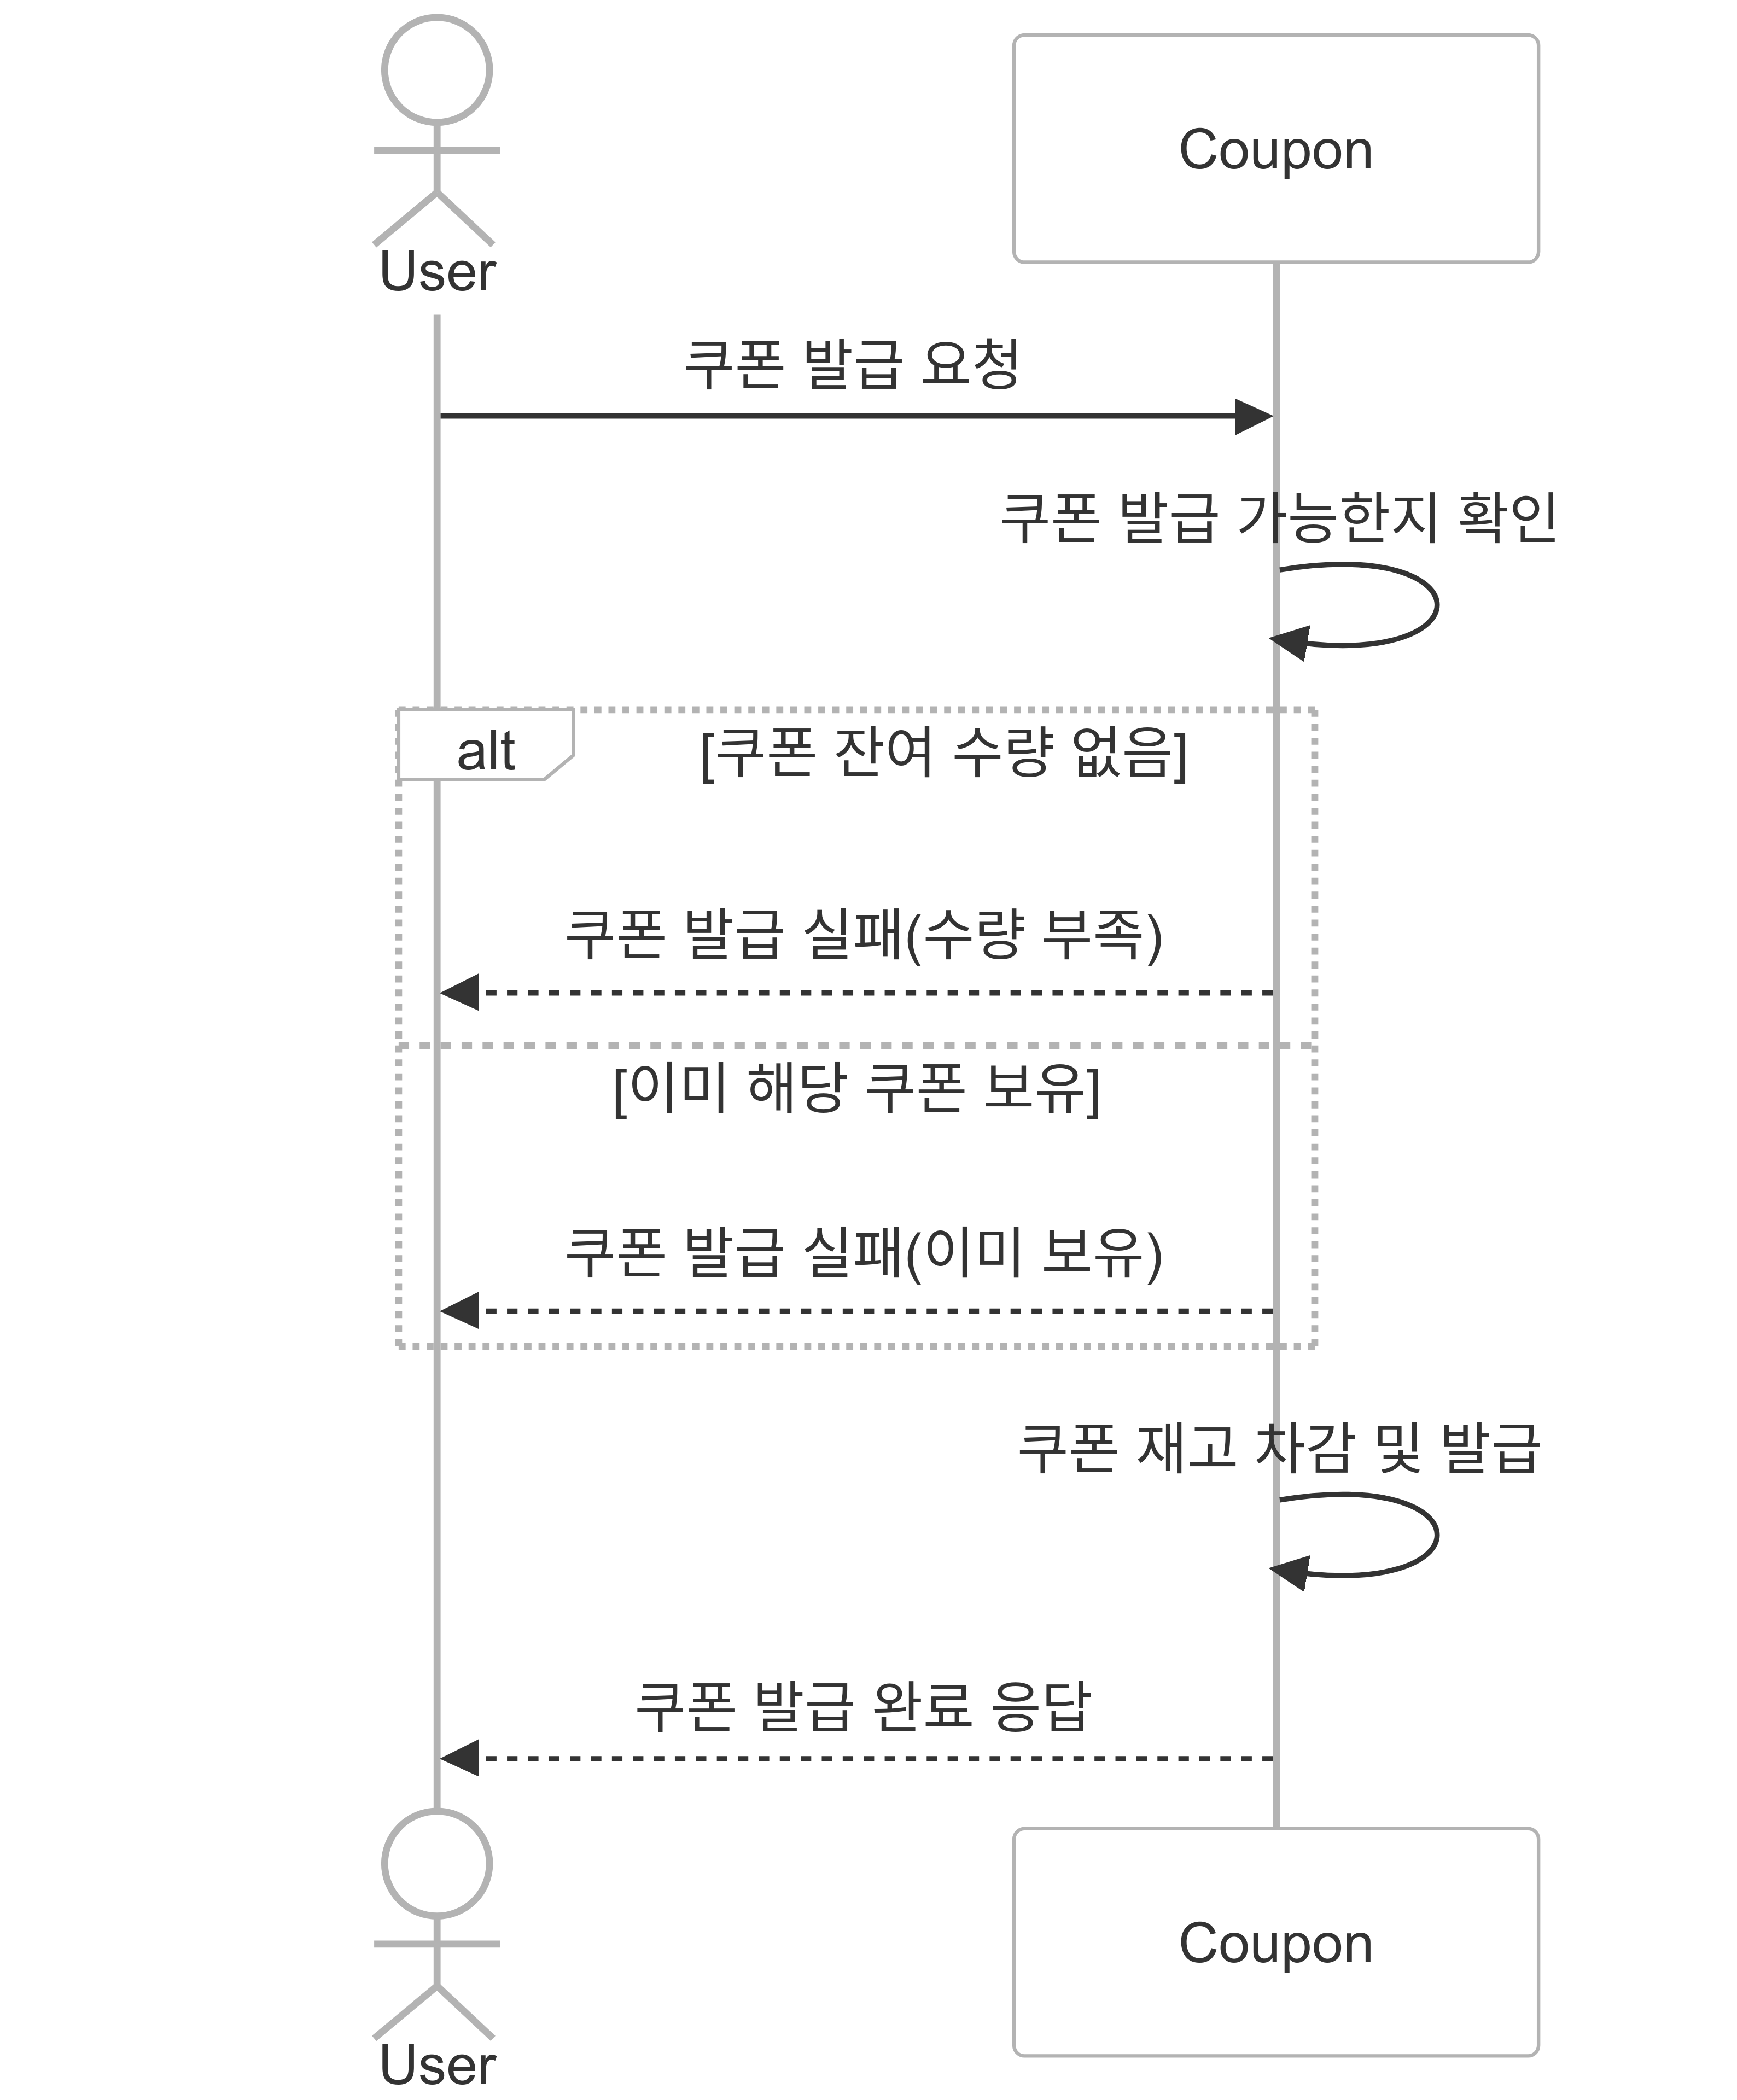 User
Coupon
쿠폰 발급 요청
쿠폰 발급 가능한지 확인
alt
[쿠폰 잔여 수량 없음]
쿠폰 발급 실패(수량 부족)
[이미 해당 쿠폰 보유]
쿠폰 발급 실패(이미 보유)
쿠폰 재고 차감 및 발급
쿠폰 발급 완료 응답
User
Coupon